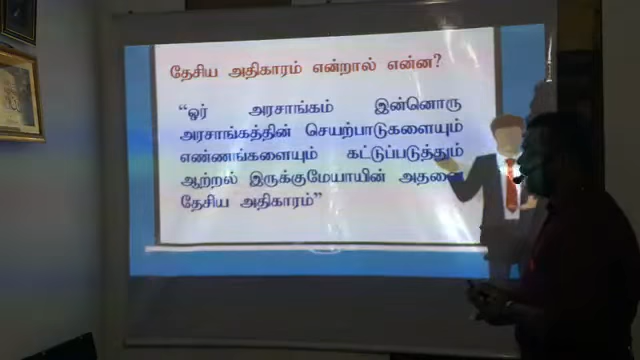 தேசிய அதிகாரம் என்றால் என்ன?
“ஓர் அரசாங்கம் இன்னொரு
அரசாங்கத்தின் செயற்பாடுகளையும்
எண்ணங்களையும் கட்டுப்படுத்தும்
ஆற்றல் இருக்குமேயாயின் அதனை
தேசிய அதிகாரம்”